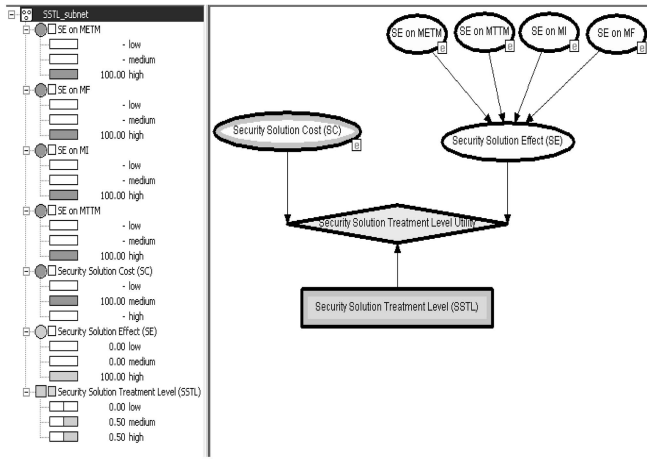 SSTL_subnet
SE on METM
- low
- medium
100.00 high
SE on MF
- low
- medium
100.00 high
SE on MI
- low
- medium
100.00 high
SE on MTTM
- low
- medium
100.00 high
Security Solution Cost (SC)
- low
100.00 medium
- high
Security Solution Effect (SE)
0.00 low
0.00 medium
100.00 high
Security Solution Treatment Level (SSTL)
0.00 low
0.50 medium
0.50 high
SE on METM
e
SE on MTTM
e
SE on MI
e
SE on MF
e
Security Solution Cost (SC)
e
Security Solution Effect (SE)
Security Solution Treatment Level Utility
Security Solution Treatment Level (SSTL)